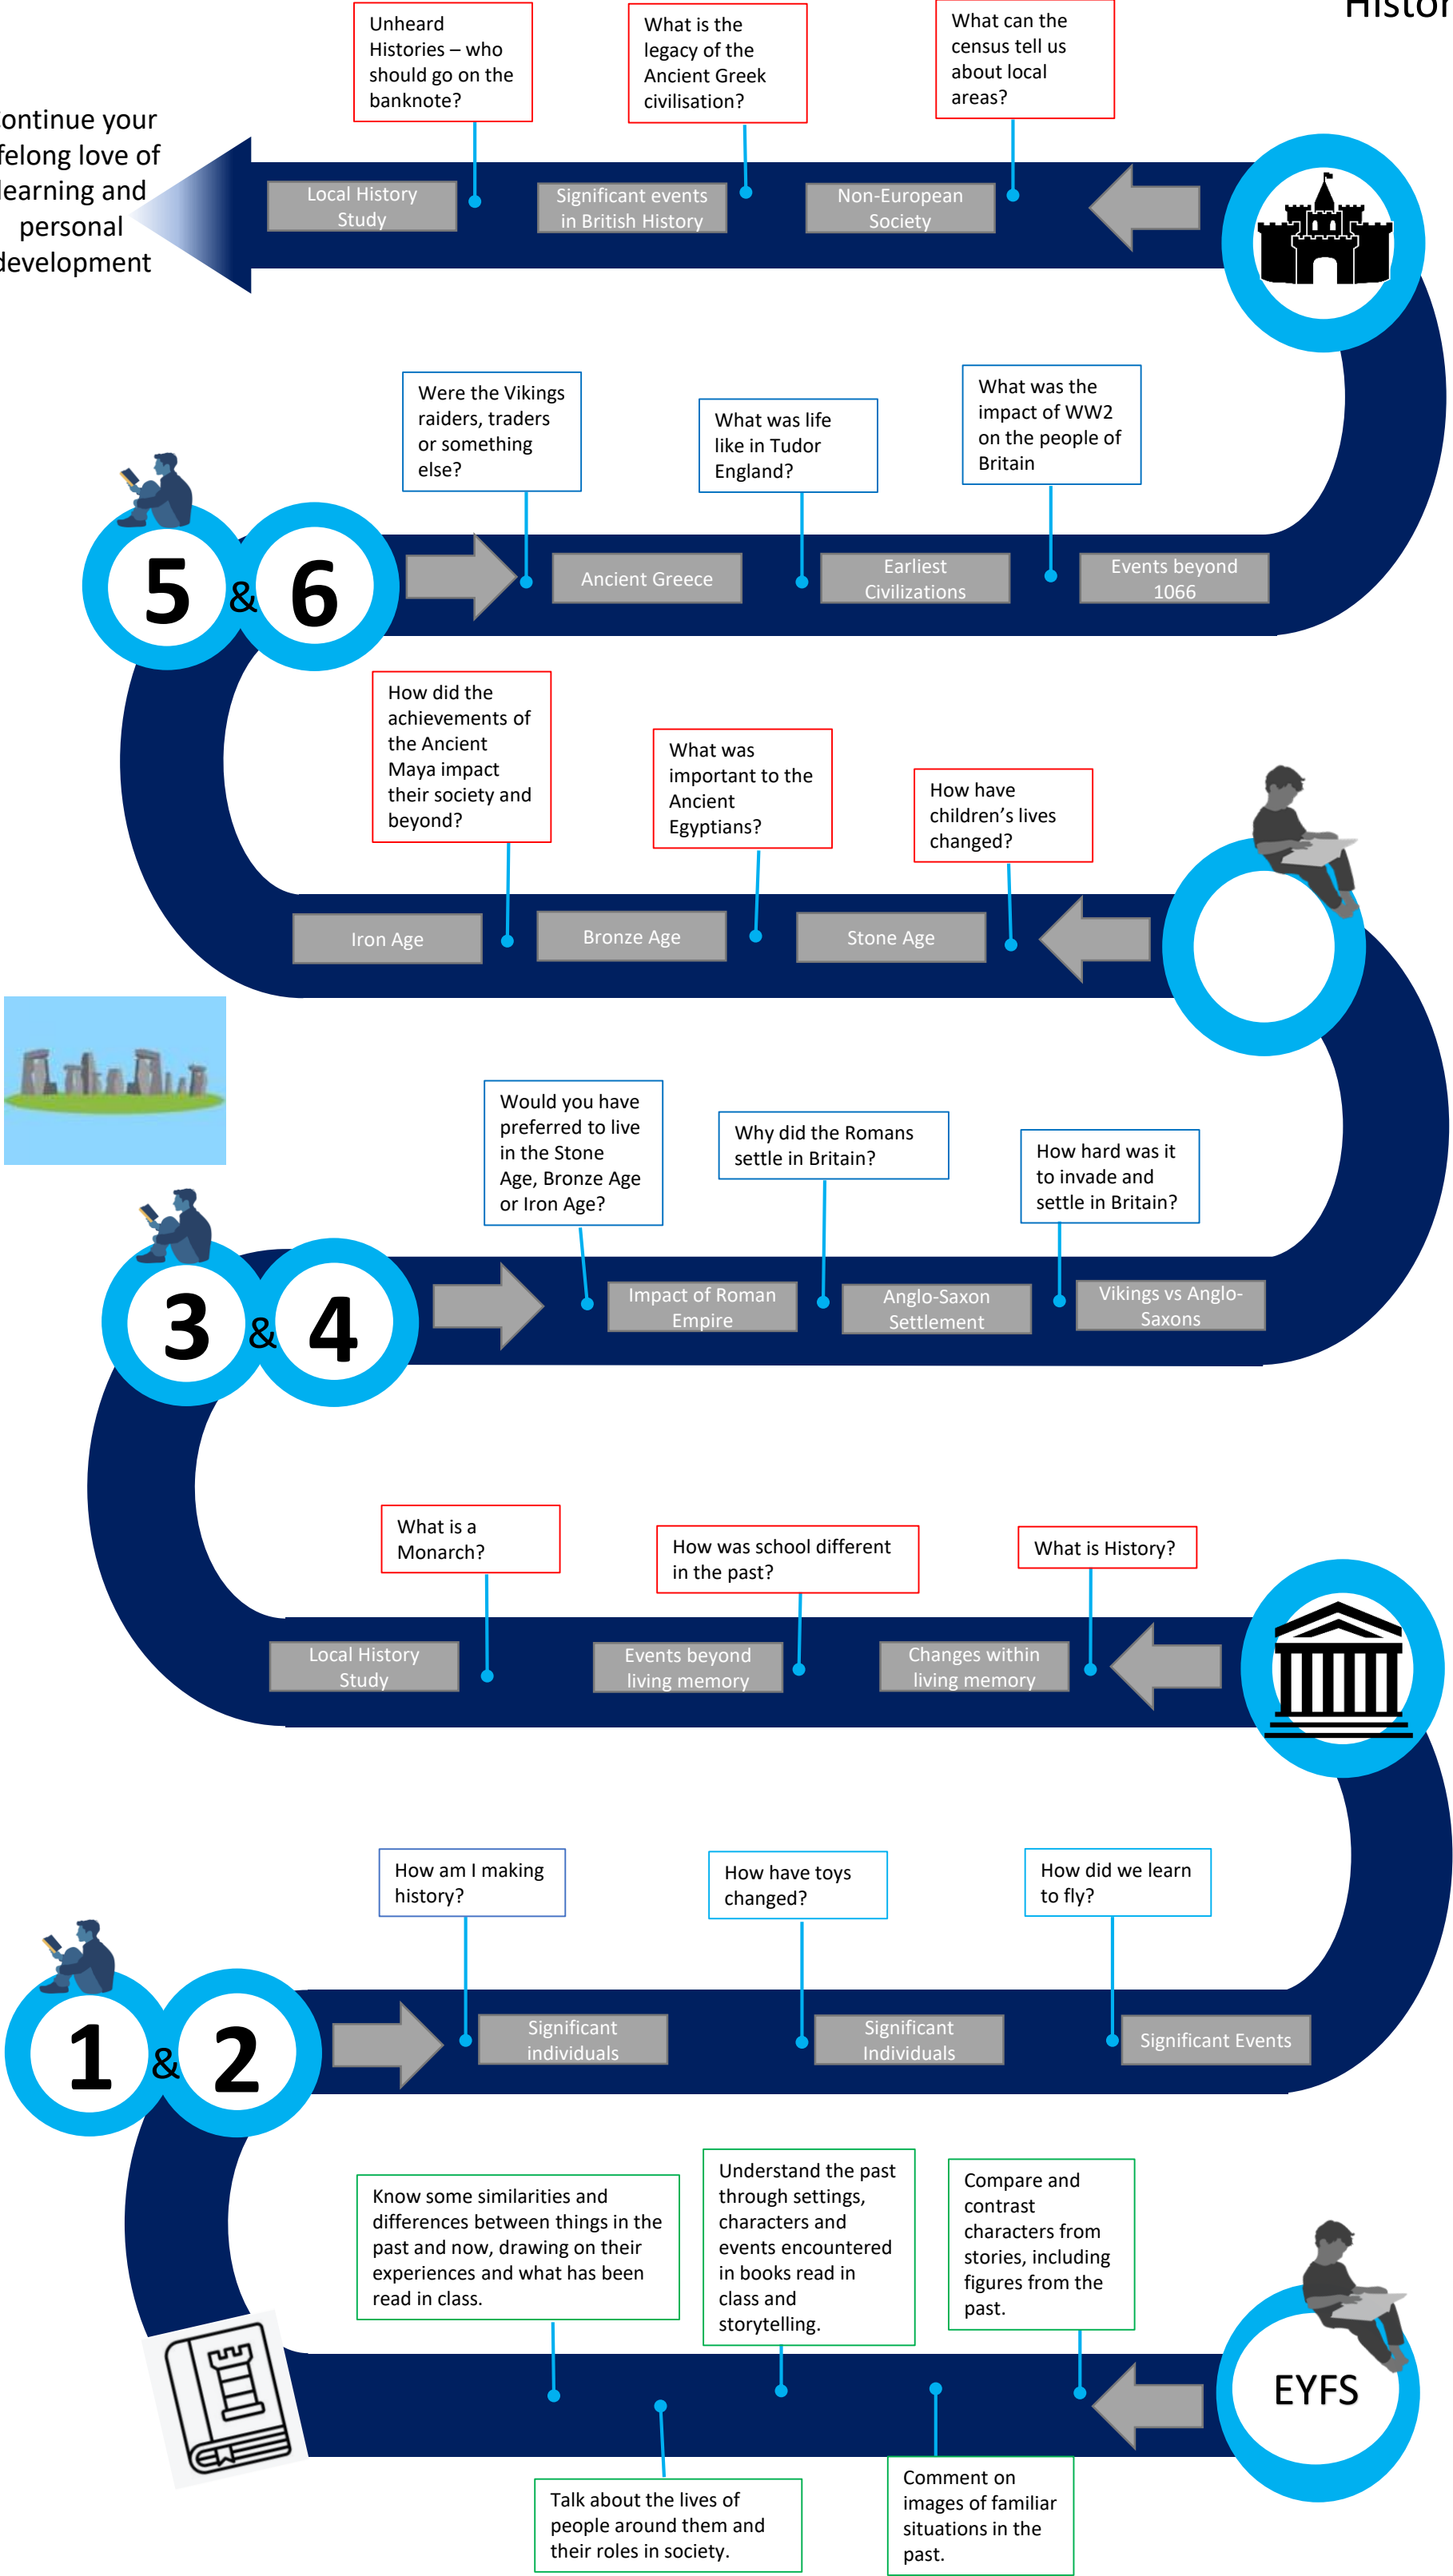 Histor
Unheard
Histories – who
should go on the
banknote?
What is the
legacy of the
Ancient Greek
civilisation?
What can the
census tell us
about local
areas?
ontinue your
felong love of
learning and
personal
development
Local History
Study
Significant events
in British History
Non-European
Society
Were the Vikings
raiders, traders
or something
else?
What was life
like in Tudor
England?
What was the
impact of WW2
on the people of
Britain
5 & 6
Ancient Greece
Earliest
Civilizations
Events beyond
1066
How did the
achievements of
the Ancient
Maya impact
their society and
beyond?
What was
important to the
Ancient
Egyptians?
How have
children’s lives
changed?
Iron Age
Bronze Age
Stone Age
Would you have
preferred to live
in the Stone
Age, Bronze Age
or Iron Age?
Why did the Romans
settle in Britain?
How hard was it
to invade and
settle in Britain?
3 & 4
Impact of Roman
Empire
Anglo-Saxon
Settlement
Vikings vs Anglo-
Saxons
What is a
Monarch?
How was school different
in the past?
What is History?
Local History
Study
Events beyond
living memory
Changes within
living memory
How am I making
history?
How have toys
changed?
How did we learn
to fly?
1 & 2
Significant
individuals
Significant
Individuals
Significant Events
Know some similarities and
differences between things in the
past and now, drawing on their
experiences and what has been
read in class.
Understand the past
through settings,
characters and
events encountered
in books read in
class and
storytelling.
Compare and
contrast
characters from
stories, including
figures from the
past.
EYFS
Talk about the lives of
people around them and
their roles in society.
Comment on
images of familiar
situations in the
past.